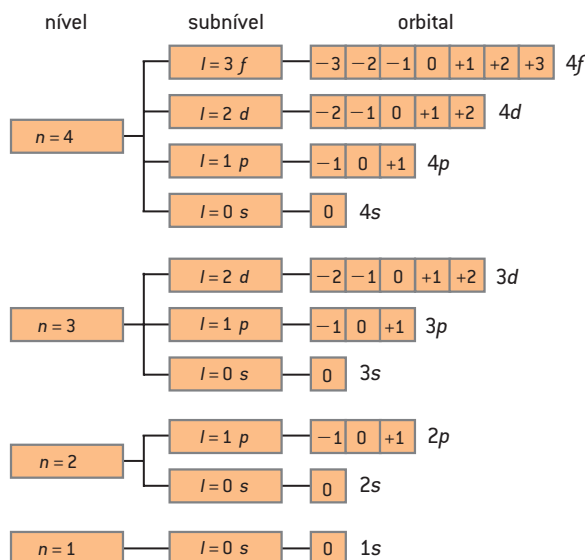 nível subnível orbital
l = 3 f −3 −2 −1 0 +1 +2 +3 4f
l = 2 d −2 −1 0 +1 +2 4d
n = 4
l = 1 p −1 0 +1 4p
l = 0 s 0 4s
l = 2 d −2 −1 0 +1 +2 3d
n = 3 l = 1 p −1 0 +1 3p
l = 0 s 0 3s
l = 1 p −1 0 +1 2p
n = 2
l = 0 s 0 2s
n = 1 l = 0 s 0 1s